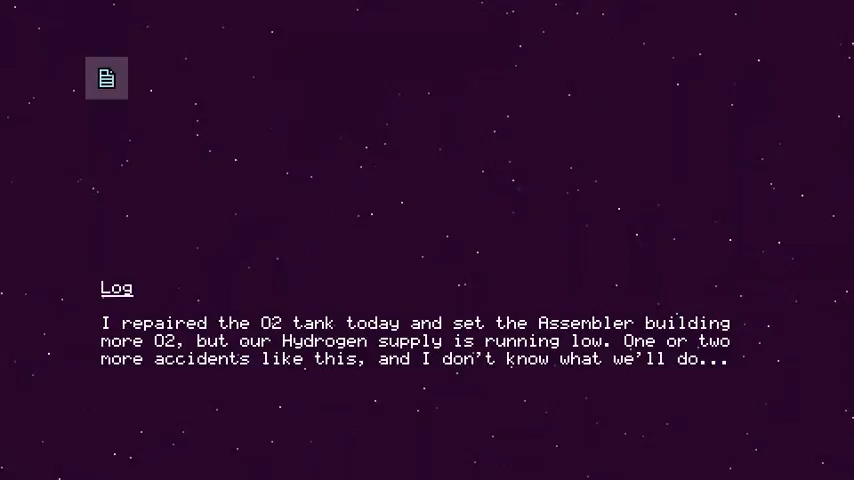 Log
I repaired the O2 tank today and set the Assembler building
more O2, but our Hydrogen supply is running low. One or two
more accidents like this, and I don't know what we'll do...